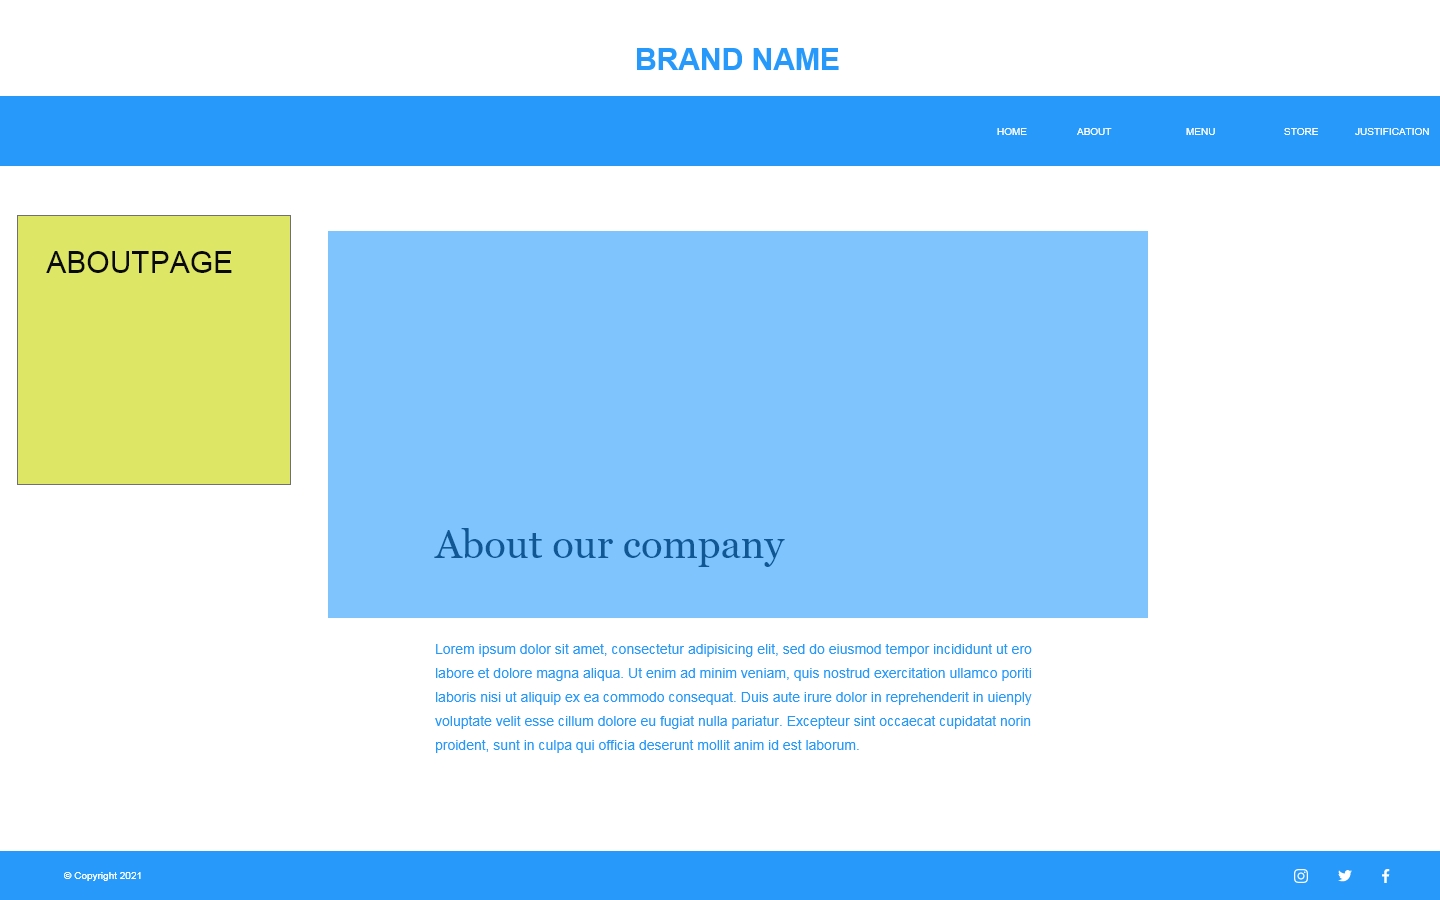 BRAND NAME
HOME ABOUT MENU STORE JUSTIFICATION
ABOUTPAGE
About our company
Lorem ipsum dolor sit amet, consectetur adipisicing elit, sed do eiusmod tempor incididunt ut ero
labore et dolore magna aliqua. Ut enim ad minim veniam, quis nostrud exercitation ullamco poriti
laboris nisi ut aliquip ex ea commodo consequat. Duis aute irure dolor in reprehenderit in uienply
voluptate velit esse cillum dolore eu fugiat nulla pariatur. Excepteur sint occaecat cupidatat norin
proident, sunt in culpa qui officia deserunt mollit anim id est laborum.
© Copyright 2021